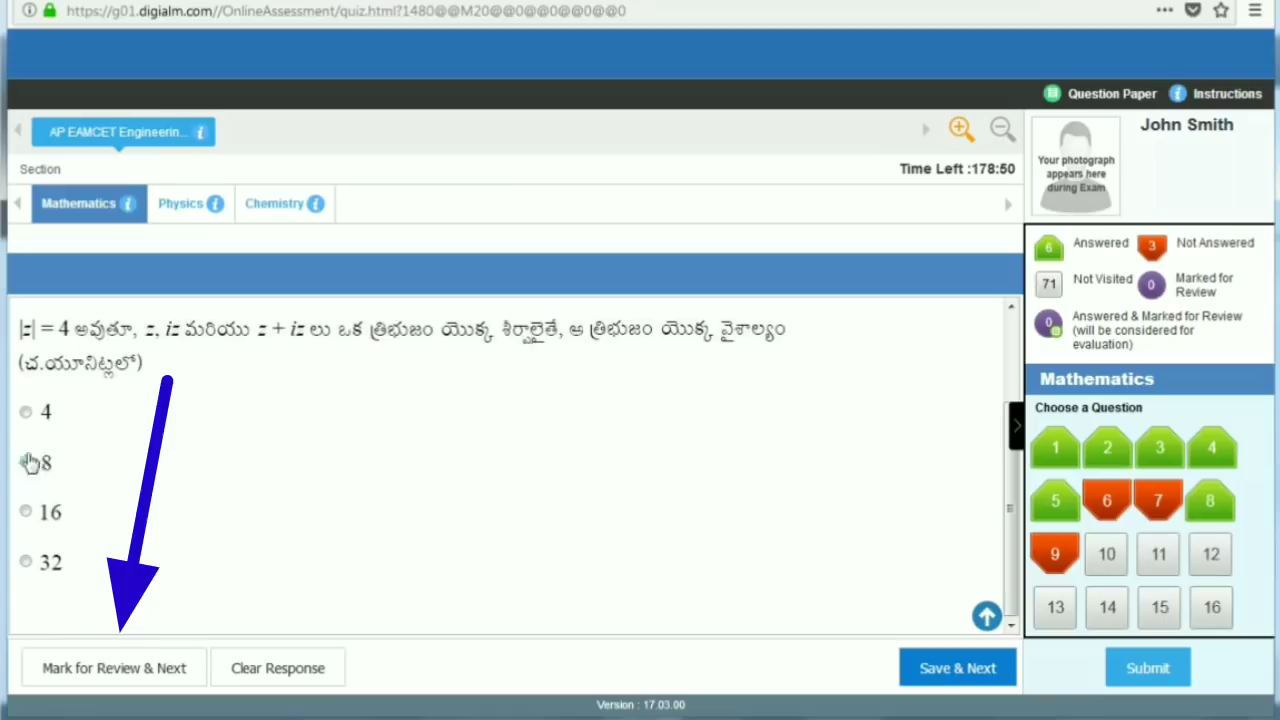 https://g01.digialm.com//OnlineAssessment/quiz.html?1480@@M20@@0@@0@@0@@0
Question Paper
Instructions
AP EAMCET Engineerin...
Section
Time Left :178:50
Mathematics
Physics
Chemistry
|z| = 4 అవుతూ, z, iz మరియు z + iz లు ఒక త్రిభుజం యొక్క శీర్షాలైతే, ఆ త్రిభుజం యొక్క వైశాల్యం
(చ.యూనిట్లలో)
4
8
16
32
Mark for Review & Next
Clear Response
Save & Next
John Smith
Your photograph
appears here
during Exam
6 Answered 3 Not Answered
71 Not Visited 0 Marked for
Review
0 Answered & Marked for Review
(will be considered for
evaluation)
Mathematics
Choose a Question
1 2 3 4
5 6 7 8
9 10 11 12
13 14 15 16
Submit
Version : 17.03.00